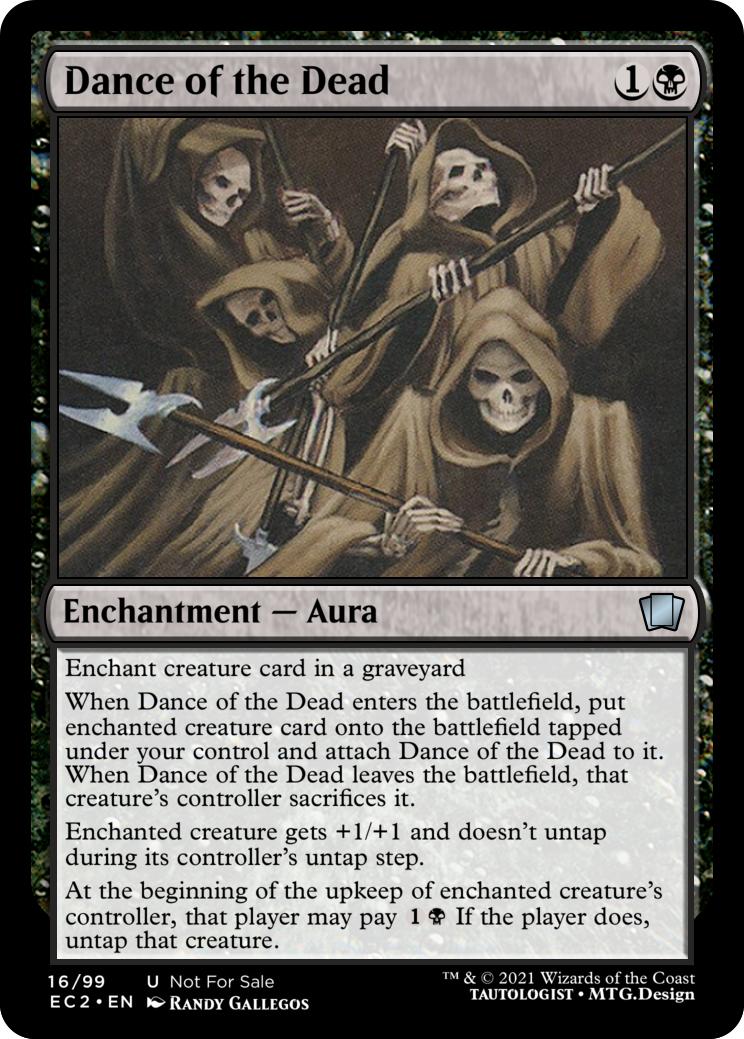 Dance of the Dead 1
Enchantment — Aura
Enchant creature card in a graveyard
When Dance of the Dead enters the battlefield, put
enchanted creature card onto the battlefield tapped
under your control and attach Dance of the Dead to it.
When Dance of the Dead leaves the battlefield, that
creature's controller sacrifices it.
Enchanted creature gets +1/+1 and doesn't untap
during its controller's untap step.
At the beginning of the upkeep of enchanted creature's
controller, that player may pay 1 If the player does,
untap that creature.
16/99 U Not For Sale
EC2 • EN RANDY GALLEGOS
™ & © 2021 Wizards of the Coast
TAUTOLOGIST • MTG.Design